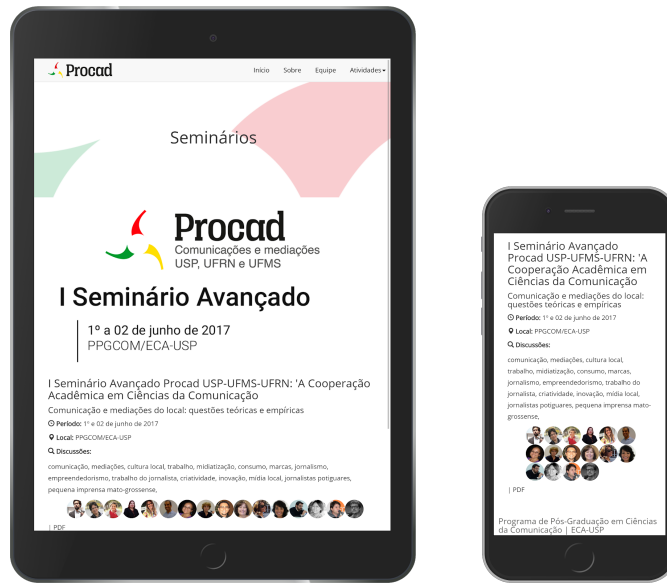 Procad
Início Sobre Equipe Atividades
Seminários
Procad
Comunicações e mediações
USP, UFRN e UFMS
I Seminário Avançado
1º a 02 de junho de 2017
PPGCOM/ECA-USP
I Seminário Avançado Procad USP-UFMS-UFRN: 'A Cooperação
Acadêmica em Ciências da Comunicação
Comunicação e mediações do local: questões teóricas e empíricas
Período: 1º e 02 de junho de 2017
Local: PPGCOM/ECA-USP
Discussões:
comunicação, mediações, cultura local, trabalho, midiatização, consumo, marcas, jornalismo,
empreendedorismo, trabalho do jornalista, criatividade, inovação, mídia local, jornalistas potiguares,
pequena imprensa mato-grossense,
| PDF
I Seminário Avançado
Procad USP-UFMS-UFRN: 'A
Cooperação Acadêmica em
Ciências da Comunicação
Comunicação e mediações do local:
questões teóricas e empíricas
Período: 1º e 02 de junho de 2017
Local: PPGCOM/ECA-USP
Discussões:
comunicação, mediações, cultura local,
trabalho, midiatização, consumo, marcas,
jornalismo, empreendedorismo, trabalho do
jornalista, criatividade, inovação, mídia local,
jornalistas potiguares, pequena imprensa mato-
grossense,
| PDF
Programa de Pós-Graduação em Ciências
da Comunicação | ECA-USP